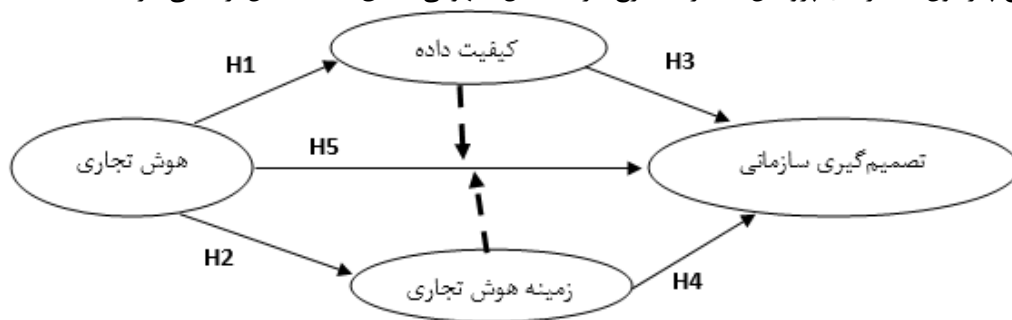 کیفیت داده
H1
H3
هوش تجاری
H5
تصمیم‌گیری سازمانی
H2
زمینه هوش تجاری
H4